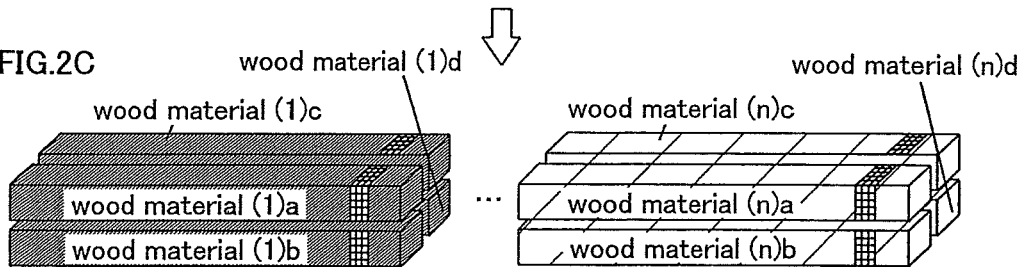 FIG.2C
wood material (1)d
wood material (n)d
wood material (1)c
wood material (n)c
wood material (1)a
...
wood material (n)a
wood material (1)b
wood material (n)b